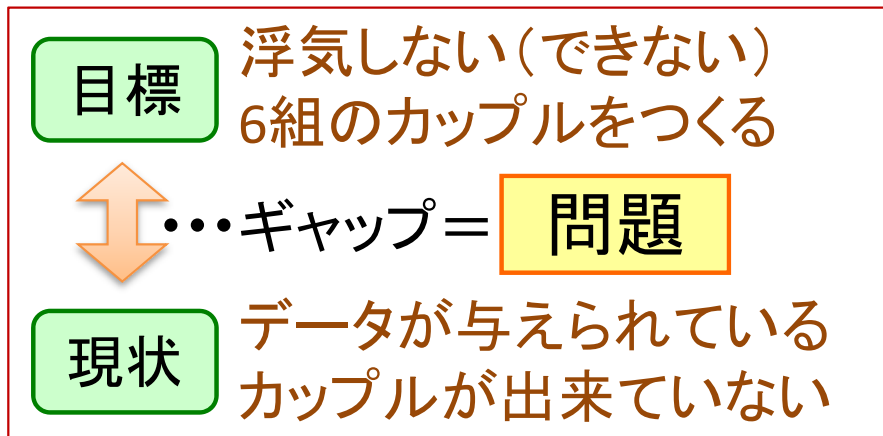 目標
浮気しない(できない)
6組のカップルをつくる
…ギャップ=問題
現状
データが与えられている
カップルが出来ていない